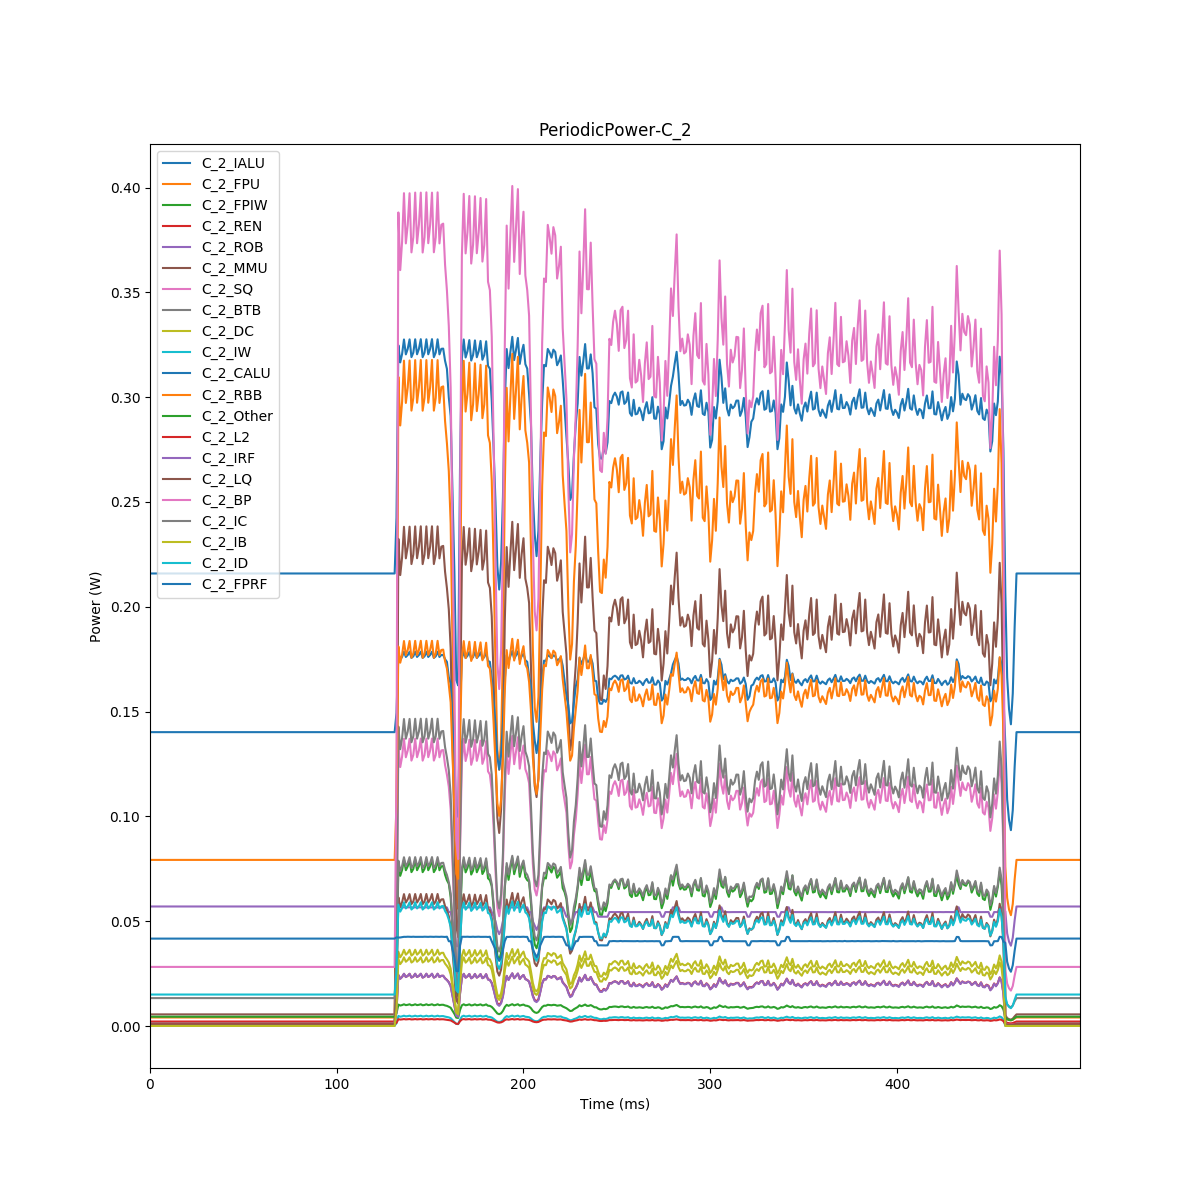 PeriodicPower-C_2
C_2_IALU
C_2_FPU
C_2_FPIW
C_2_REN
C_2_ROB
C_2_MMU
C_2_SQ
C_2_BTB
C_2_DC
C_2_IW
C_2_CALU
C_2_RBB
C_2_Other
C_2_L2
C_2_IRF
C_2_LQ
C_2_BP
C_2_IC
C_2_IB
C_2_ID
C_2_FPRF
0.40
0.35
0.30
0.25
0.20
0.15
0.10
0.05
0.00
Power (W)
0 100 200 300 400
Time (ms)